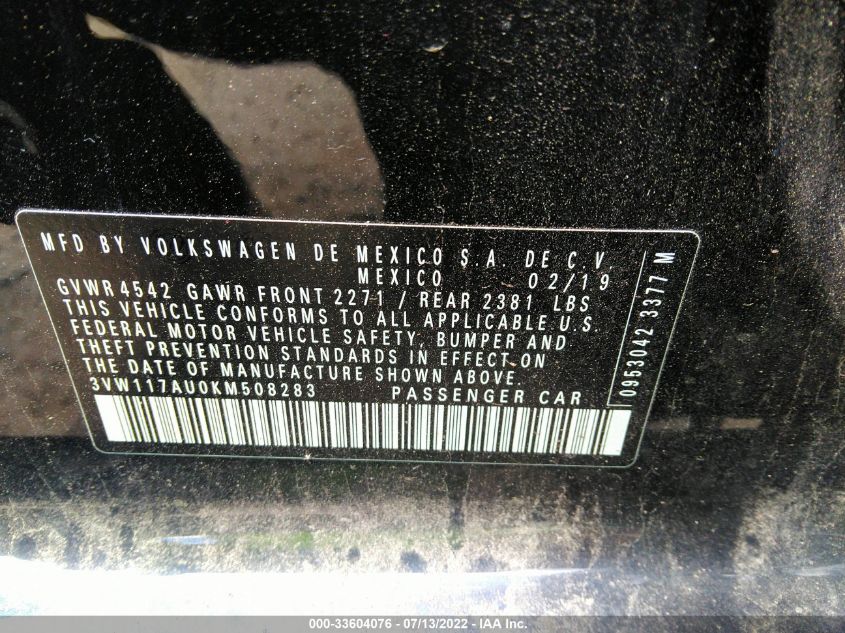 MFD BY VOLKSWAGEN DE MEXICO S.A. DE C.V
MEXICO 02/19
GVWR 4542 GAWR FRONT 2271 / REAR 2381 LBS
THIS VEHICLE CONFORMS TO ALL APPLICABLE U.S.
FEDERAL MOTOR VEHICLE SAFETY, BUMPER AND
THEFT PREVENTION STANDARDS IN EFFECT ON
THE DATE OF MANUFACTURE SHOWN ABOVE.
3VW117AU0KM508283 PASSENGER CAR
0953042 3377 M
000-33604076 - 07/13/2022 - IAA Inc.